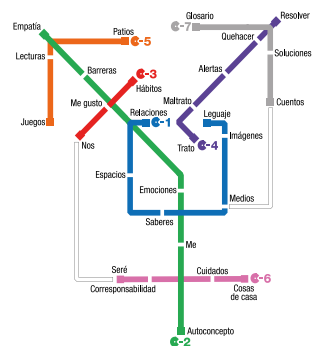 Glosario
C-7
Resolver
Empatía
Patios
C-5
Quehacer
Lecturas
Soluciones
Barreras
Alertas
C-3
Hábitos
Me gusto
Maltrato
Cuentos
Relaciones
C-1
Leguaje
Juegos
Nos
Imágenes
Trato
C-4
Espacios
Emociones
Medios
Saberes
Me
Seré
Cuidados
C-6
Corresponsabilidad
Cosas
de casa
Autoconcepto
C-2